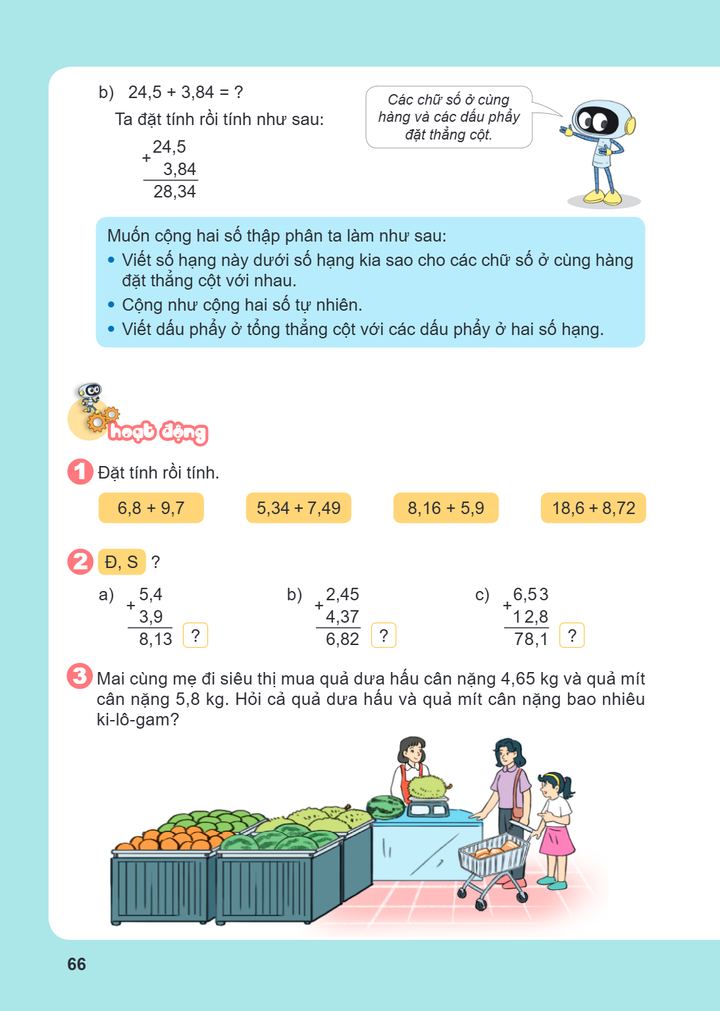 b) 24,5 + 3,84 = ?
Các chữ số ở cùng
hàng và các dấu phẩy
đặt thẳng cột.
Ta đặt tính rồi tính như sau:
24,5
+
3,84
28,34
Muốn cộng hai số thập phân ta làm như sau:
• Viết số hạng này dưới số hạng kia sao cho các chữ số ở cùng hàng
đặt thẳng cột với nhau.
• Cộng như cộng hai số tự nhiên.
• Viết dấu phẩy ở tổng thẳng cột với các dấu phẩy ở hai số hạng.
hoạt động
1 Đặt tính rồi tính.
6,8 + 9,7 5,34 + 7,49 8,16 + 5,9 18,6 + 8,72
2 Đ, S ?
a) 5,4
+
3,9
8,13 ?
b) 2,45
+
4,37
6,82 ?
c) 6,53
+
12,8
78,1 ?
3 Mai cùng mẹ đi siêu thị mua quả dưa hấu cân nặng 4,65 kg và quả mít
cân nặng 5,8 kg. Hỏi cả quả dưa hấu và quả mít cân nặng bao nhiêu
ki-lô-gam?
66